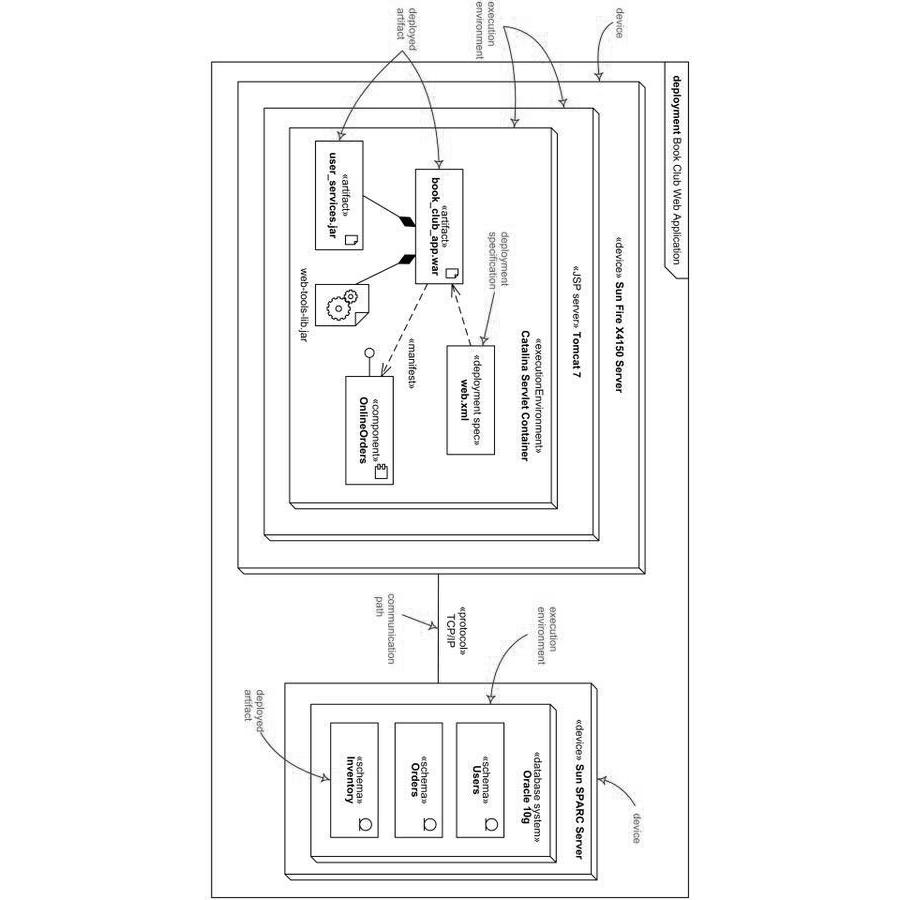 deployment Book Club Web Application
device
execution
environment
deployed
artifact
«device» Sun Fire X4150 Server
«JSP server» Tomcat 7
«executionEnvironment»
Catalina Servlet Container
deployment
specification
«artifact»
book_club_app.war
«deployment spec»
web.xml
«artifact»
user_services.jar
web-tools-lib.jar
«manifest»
«component»
OnlineOrders
«protocol»
TCP/IP
communication
path
execution
environment
device
«device» Sun SPARC Server
«database system»
Oracle 10g
«schema»
Users
«schema»
Orders
«schema»
Inventory
deployed
artifact